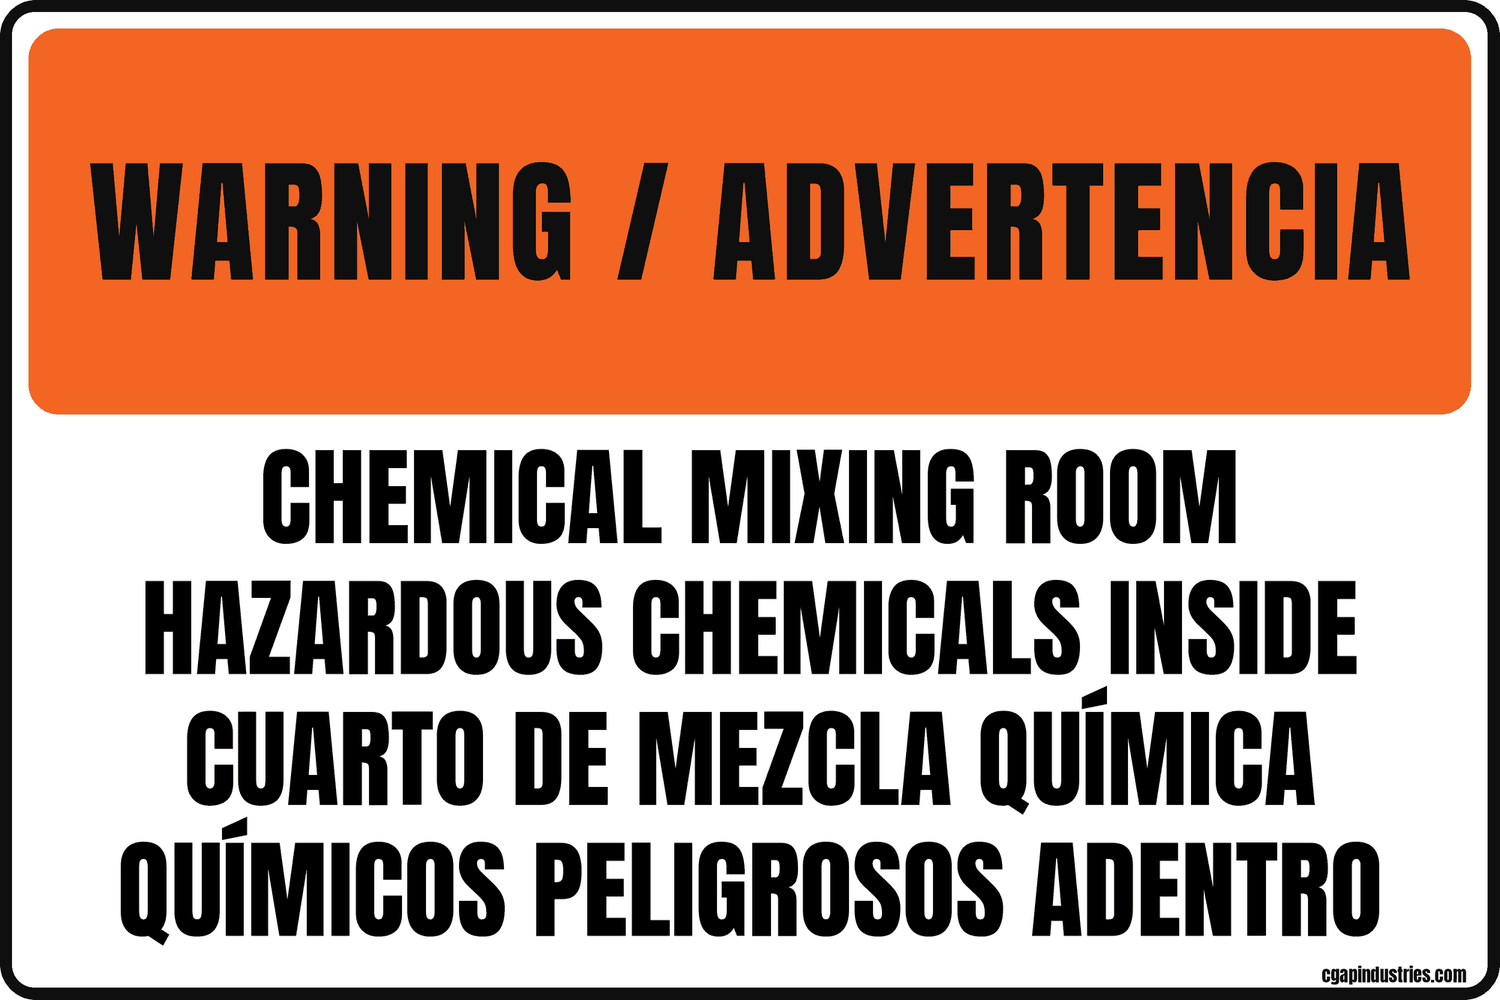 WARNING / ADVERTENCIA
CHEMICAL MIXING ROOM
HAZARDOUS CHEMICALS INSIDE
CUARTO DE MEZCLA QUÍMICA
QUÍMICOS PELIGROSOS ADENTRO
cgapindustries.com